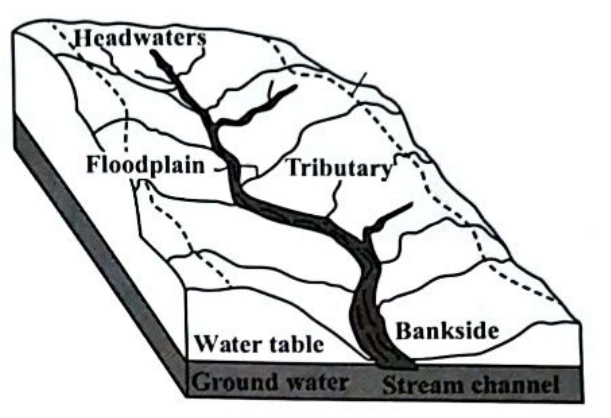 Headwaters
Floodplain
Tributary
Water table
Bankside
Ground water
Stream channel